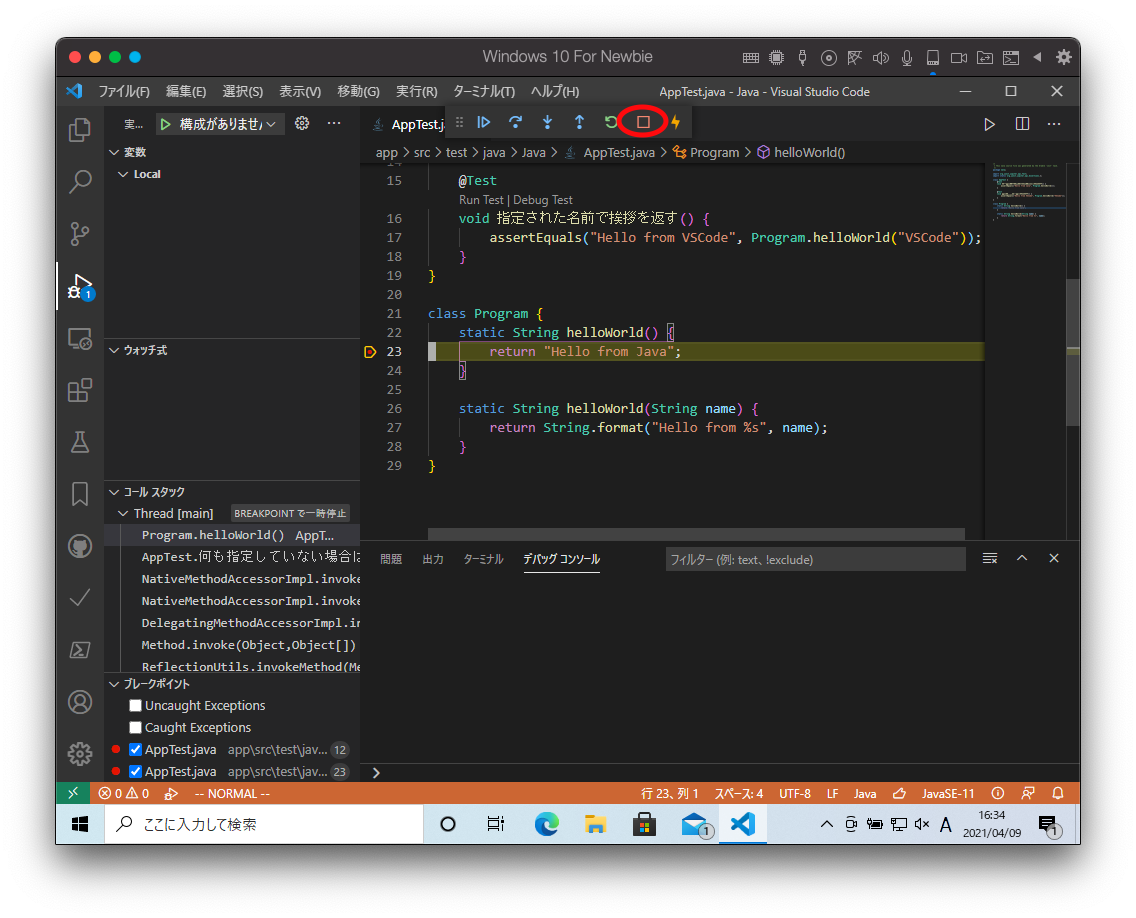 Windows 10 For Newbie
ファイル(F) 編集(E) 選択(S) 表示(V) 移動(G) 実行(R) ターミナル(T) ヘルプ(H) AppTest.java - Java - Visual Studio Code
実... 構成がありませ
AppTest.j
app > src > test > java > Java > AppTest.java > Program > helloWorld()
変数
Local
ウォッチ式
コール スタック
Thread [main] BREAKPOINT で一時停止
Program.helloWorld() AppT...
AppTest.何も指定していない場合に
NativeMethodAccessorImpl.invoke
NativeMethodAccessorImpl.invoke
DelegatingMethodAccessorImpl.in
Method.invoke(Object,Object[])
ReflectionUtils.invokeMethod(Me
ブレークポイント
Uncaught Exceptions
Caught Exceptions
AppTest.java app\src\test\jav... 12
AppTest.java app\src\test\jav... 23
15 @Test
Run Test | Debug Test
16 void 指定された名前で挨拶を返す() {
17 assertEquals("Hello from VSCode", Program.helloWorld("VSCode"));
18 }
19 }
20
21 class Program {
22 static String helloWorld() {
23 return "Hello from Java";
24 }
25
26 static String helloWorld(String name) {
27 return String.format("Hello from %s", name);
28 }
29 }
問題 出力 ターミナル デバッグ コンソール フィルター (例: text、!exclude)
1
0 0 -- NORMAL -- 行 23、列 1 スペース: 4 UTF-8 LF Java JavaSE-11
ここに入力して検索
1
A
16:34
2021/04/09
1